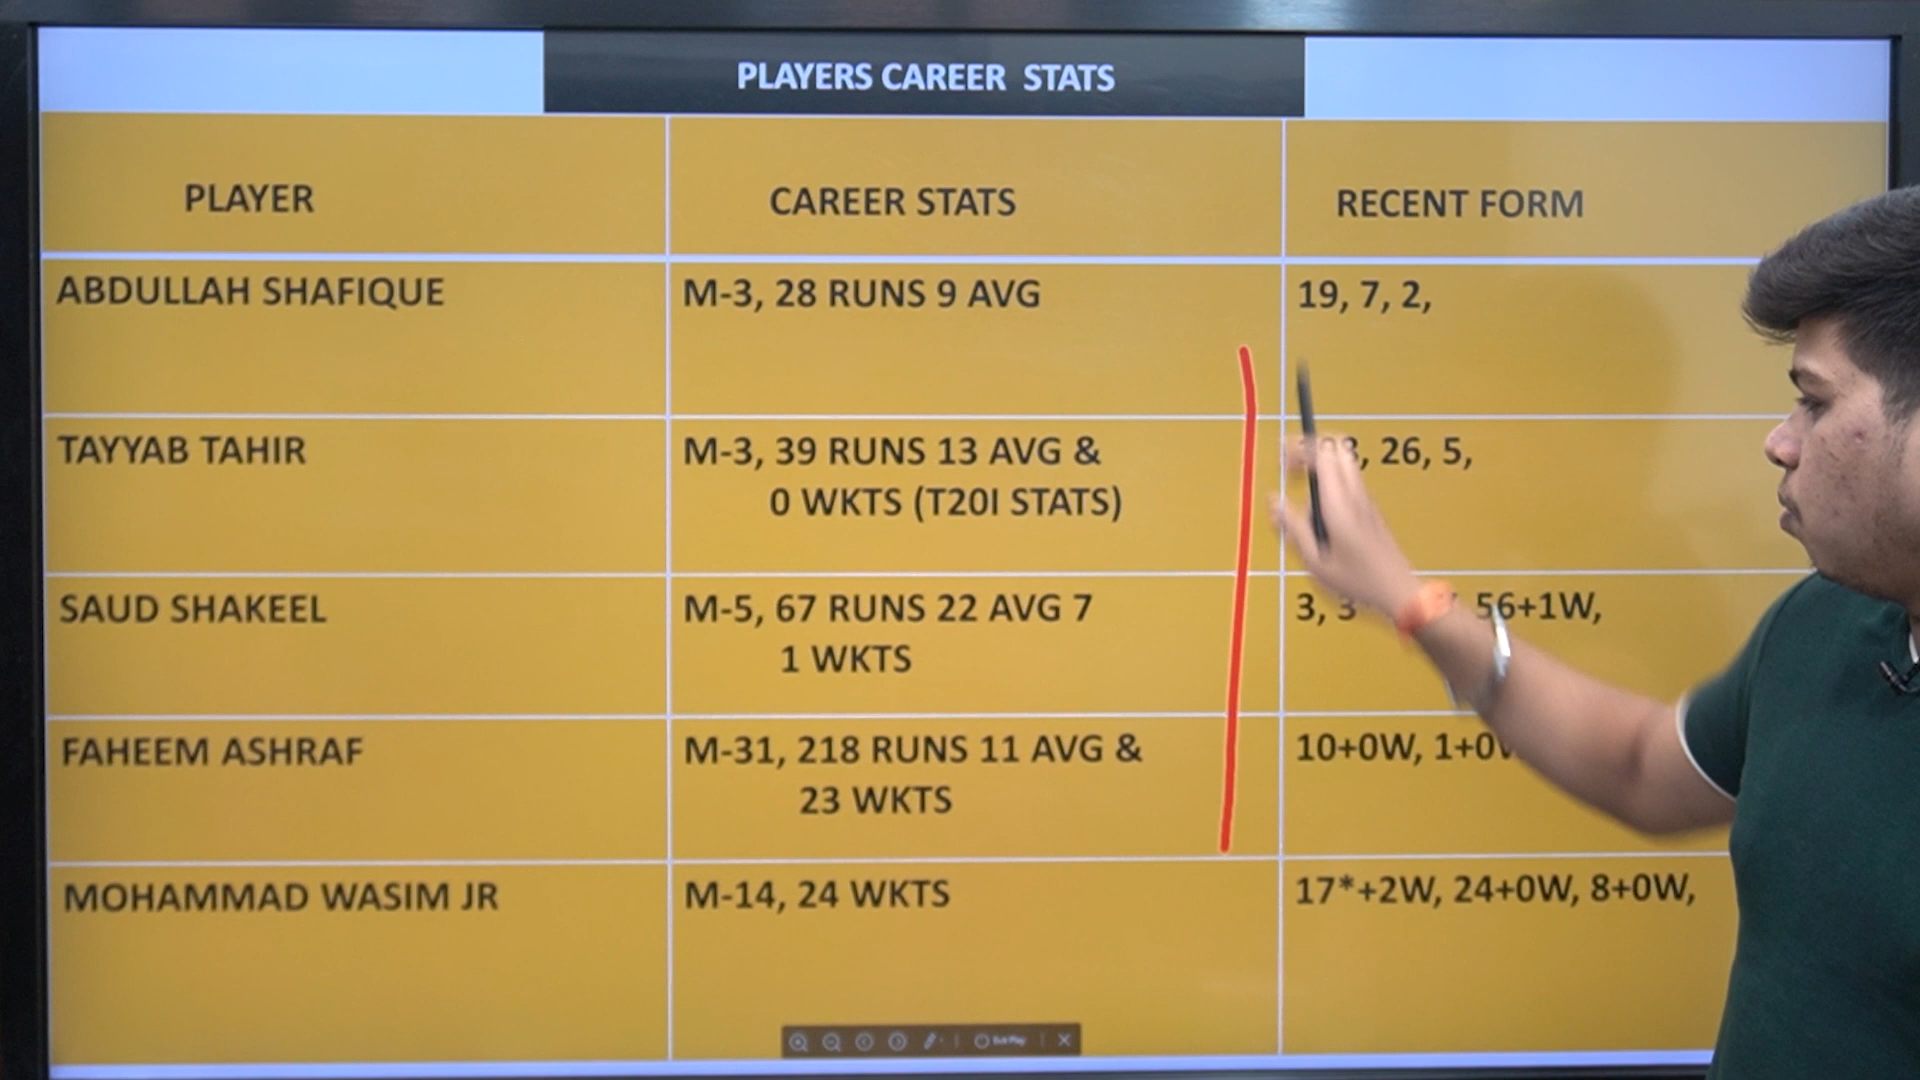 PLAYERS CAREER STATS
PLAYER CAREER STATS RECENT FORM
ABDULLAH SHAFIQUE M-3, 28 RUNS 9 AVG 19, 7, 2,
TAYYAB TAHIR M-3, 39 RUNS 13 AVG & 26, 5,
0 WKTS (T20I STATS)
SAUD SHAKEEL M-5, 67 RUNS 22 AVG 7 3, 56+1W,
1 WKTS
FAHEEM ASHRAF M-31, 218 RUNS 11 AVG & 10+0W,
23 WKTS
MOHAMMAD WASIM JR M-14, 24 WKTS 17*+2W, 24+0W, 8+0W,